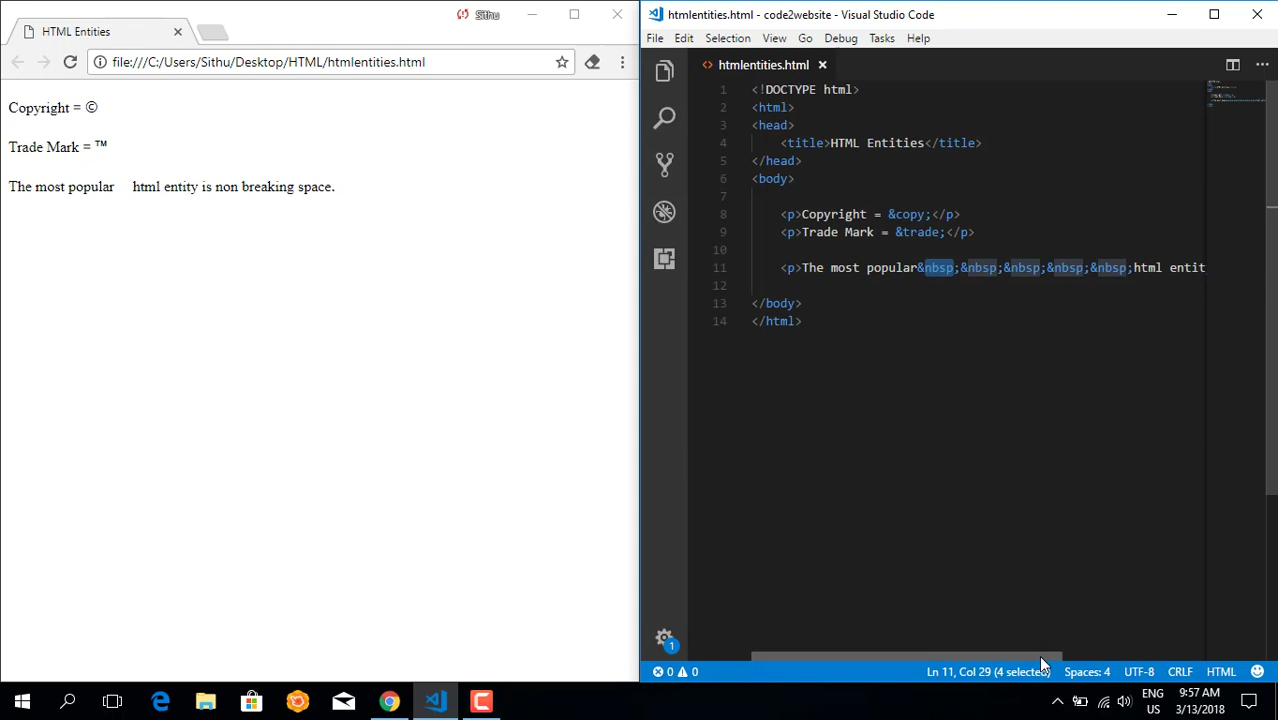 HTML Entities
Sithu
file:///C:/Users/Sithu/Desktop/HTML/htmlentities.html
Copyright = ©
Trade Mark = ™
The most popular     html entity is non breaking space.
htmlentities.html - code2website - Visual Studio Code
File Edit Selection View Go Debug Tasks Help
htmlentities.html
1 <!DOCTYPE html>
2 <html>
3 <head>
4 <title>HTML Entities</title>
5 </head>
6 <body>
7
8 <p>Copyright = &copy;</p>
9 <p>Trade Mark = &trade;</p>
10
11 <p>The most popular&nbsp;&nbsp;&nbsp;&nbsp;&nbsp;html entit
12
13 </body>
14 </html>
1
0 0 Ln 11, Col 29 (4 selected) Spaces: 4 UTF-8 CRLF HTML
ENG 9:57 AM
US 3/13/2018